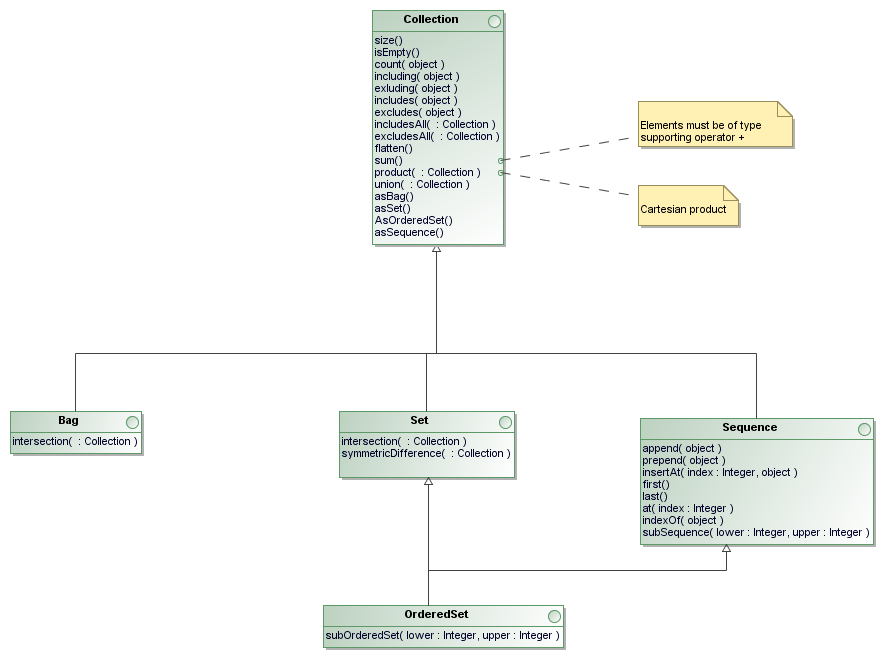 Collection
size()
isEmpty()
count( object )
including( object )
exluding( object )
includes( object )
excludes( object )
includesAll(  : Collection )
excludesAll(  : Collection )
flatten()
sum()
product(  : Collection )
union(  : Collection )
asBag()
asSet()
AsOrderedSet()
asSequence()
Elements must be of type
supporting operator +
Cartesian product
Bag
intersection(  : Collection )
Set
intersection(  : Collection )
symmetricDifference(  : Collection )
Sequence
append( object )
prepend( object )
insertAt( index : Integer, object )
first()
last()
at( index : Integer )
indexOf( object )
subSequence( lower : Integer, upper : Integer )
OrderedSet
subOrderedSet( lower : Integer, upper : Integer )